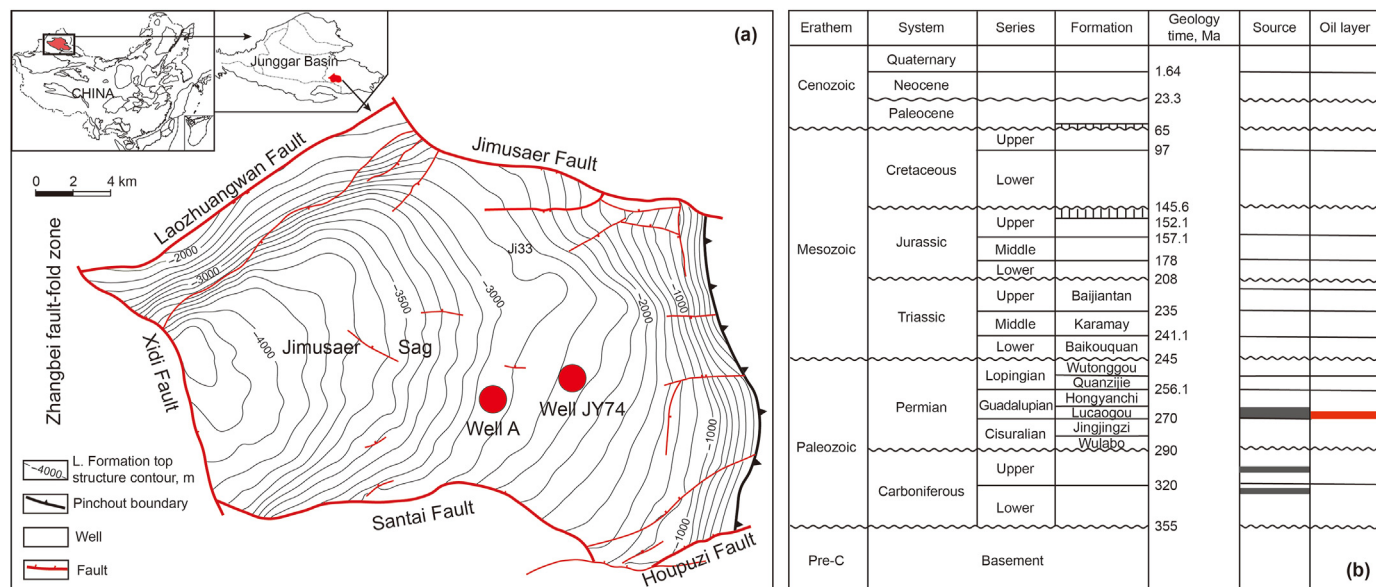 (a)
CHINA
Junggar Basin
Laozhuangwan Fault
Jimusaer Fault
0 2 4 km
Zhangbei fault-fold zone
Xidi Fault
−2000
−3000
−3500
−4000
−3000
−2000
−1000
−1000
Ji33
Jimusaer Sag
Well A
Well JY74
Santai Fault
Houpuzi Fault
−4000
L. Formation top
structure contour, m
Pinchout boundary
Well
Fault
Erathem System Series Formation Geology time, Ma Source Oil layer
Cenozoic
Quaternary
1.64
Neocene
23.3
Paleocene
65
Mesozoic
Cretaceous
Upper
97
Lower
145.6
Jurassic
Upper
152.1
157.1
Middle
178
Lower
208
Triassic
Upper Baijiantan
235
Middle Karamay
241.1
Lower Baikouquan
245
Paleozoic
Permian
Lopingian
Wutonggou
Quanzijie
256.1
Guadalupian
Hongyanchi
Lucaogou
270
Cisuralian
Jingjingzi
Wulabo
290
Carboniferous
Upper
320
Lower
355
Pre-C Basement
(b)